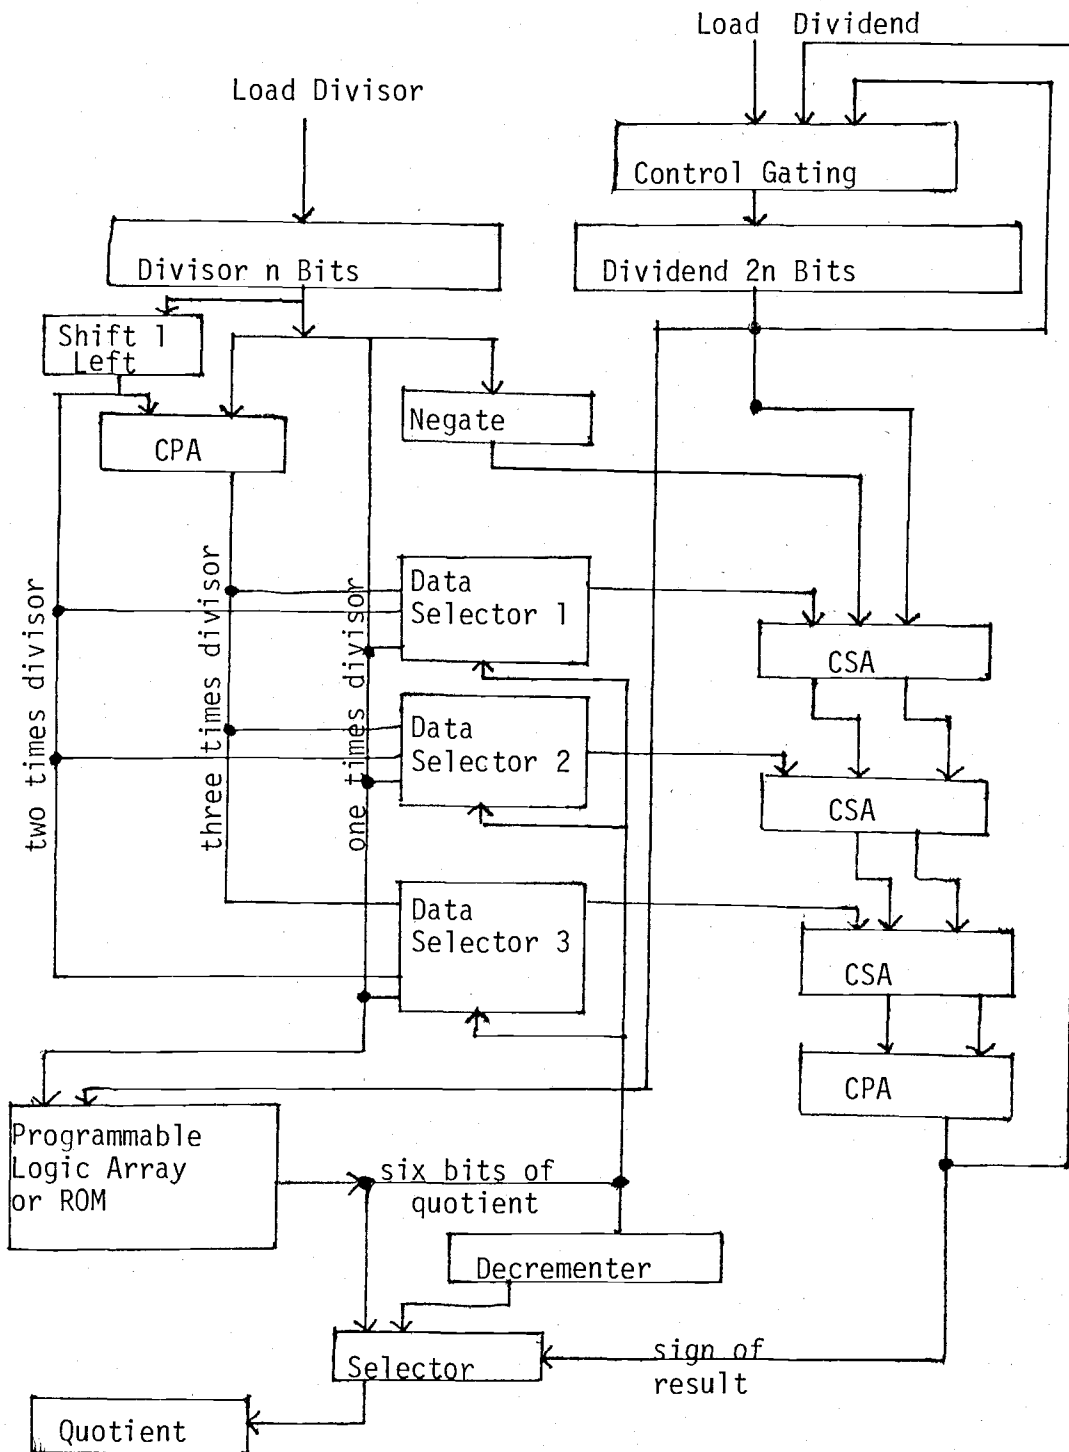 Load Dividend
Load Divisor
Control Gating
Divisor n Bits
Dividend 2n Bits
Shift 1
Left
Negate
CPA
two times divisor
three times divisor
one times divisor
Data
Selector 1
CSA
Data
Selector 2
CSA
Data
Selector 3
CSA
CPA
Programmable
Logic Array
or ROM
six bits of
quotient
Decrementer
Selector
sign of
result
Quotient